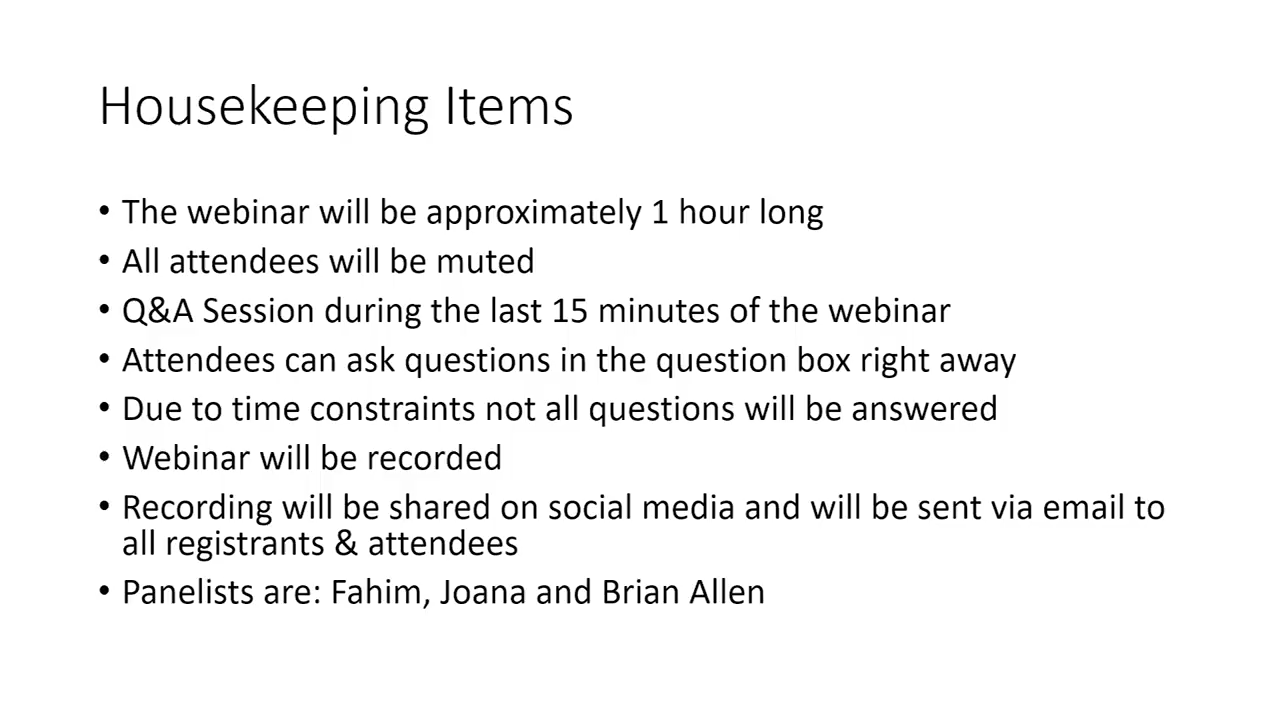 Housekeeping Items
• The webinar will be approximately 1 hour long
• All attendees will be muted
• Q&A Session during the last 15 minutes of the webinar
• Attendees can ask questions in the question box right away
• Due to time constraints not all questions will be answered
• Webinar will be recorded
• Recording will be shared on social media and will be sent via email to
all registrants & attendees
• Panelists are: Fahim, Joana and Brian Allen